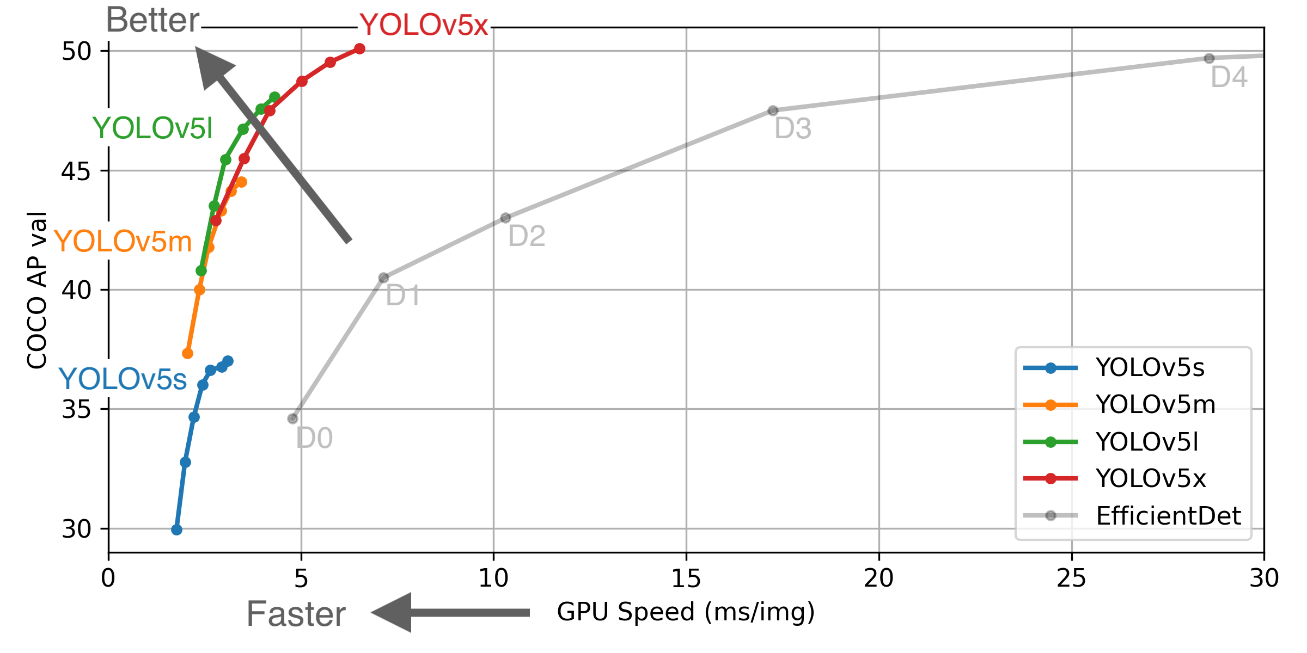 Better
YOLOv5x
50
D4
YOLOv5l
D3
45
COCO AP val
YOLOv5m
D2
40
D1
YOLOv5s
YOLOv5s
35
YOLOv5m
D0
YOLOv5l
YOLOv5x
30
EfficientDet
0 5 10 15 20 25 30
Faster
GPU Speed (ms/img)